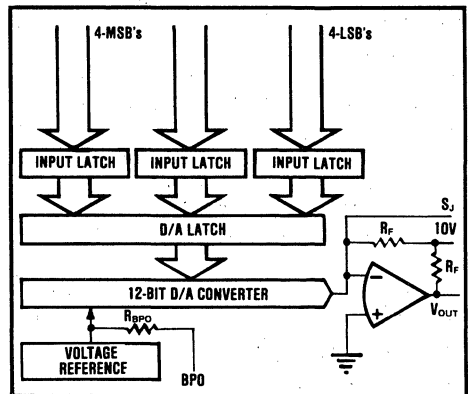 4-MSB's
4-LSB's
INPUT LATCH
INPUT LATCH
INPUT LATCH
D/A LATCH
12-BIT D/A CONVERTER
RBPO
VOLTAGE
REFERENCE
BPO
SJ
RF
10V
RF
−
+
VOUT